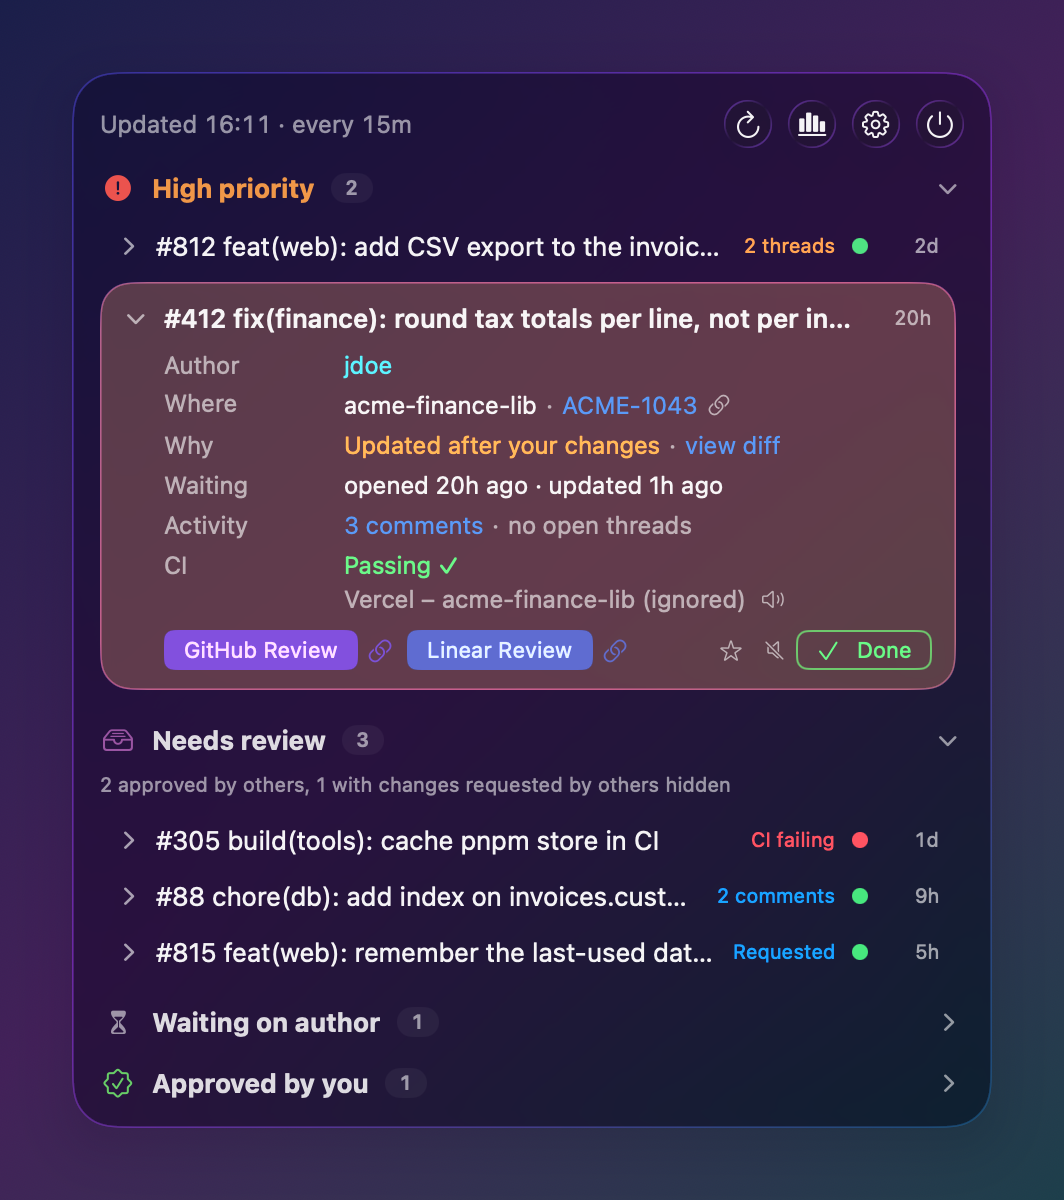 Updated 16:11 · every 15m
High priority 2
#812 feat(web): add CSV export to the invoic... 2 threads 2d
#412 fix(finance): round tax totals per line, not per in... 20h
Author jdoe
Where acme-finance-lib · ACME-1043
Why Updated after your changes · view diff
Waiting opened 20h ago · updated 1h ago
Activity 3 comments · no open threads
CI Passing ✓
Vercel – acme-finance-lib (ignored)
GitHub Review Linear Review ✓ Done
Needs review 3
2 approved by others, 1 with changes requested by others hidden
#305 build(tools): cache pnpm store in CI CI failing 1d
#88 chore(db): add index on invoices.cust... 2 comments 9h
#815 feat(web): remember the last-used dat... Requested 5h
Waiting on author 1
Approved by you 1